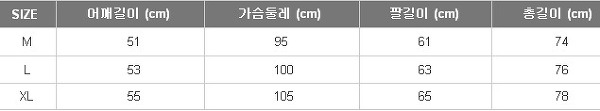 SIZE 어깨길이 (cm) 가슴둘레 (cm) 팔길이 (cm) 총길이 (cm)
M 51 95 61 74
L 53 100 63 76
XL 55 105 65 78